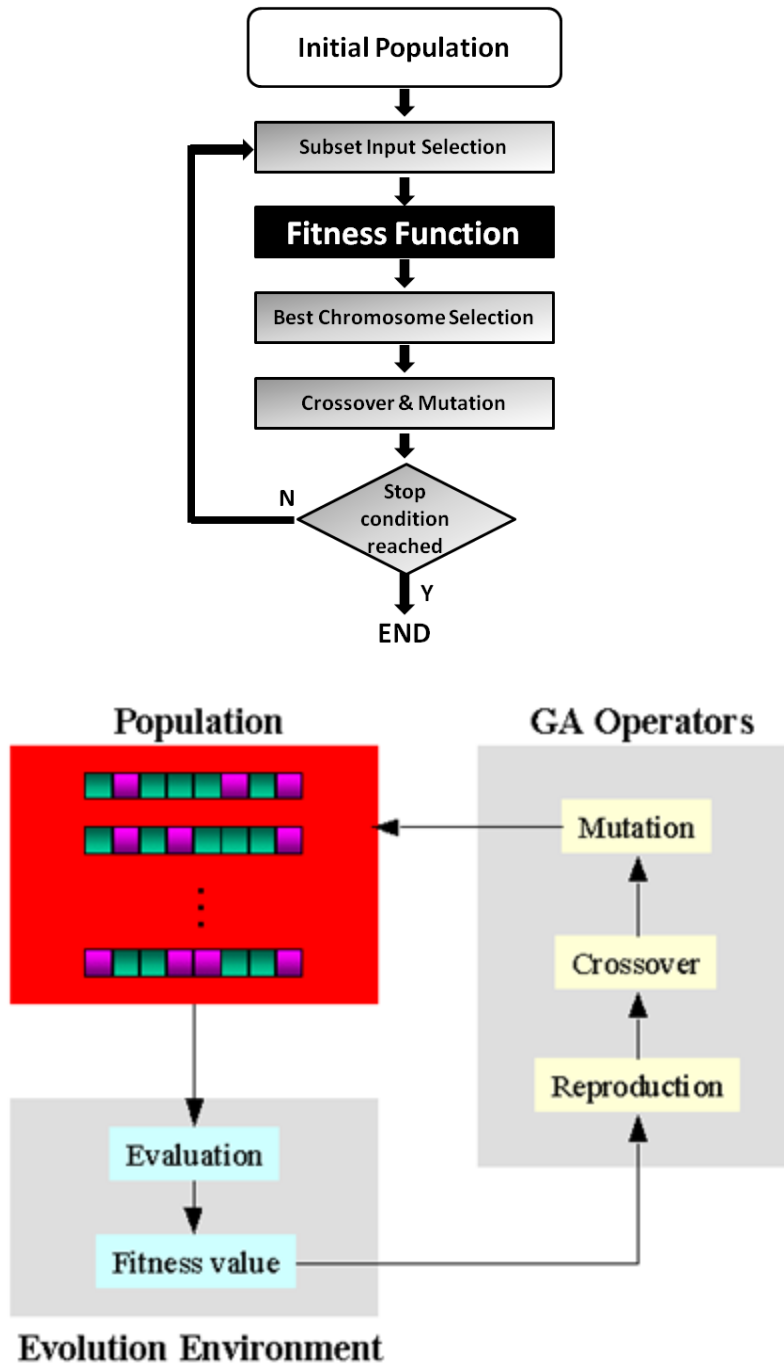 Initial Population
Subset Input Selection
Fitness Function
Best Chromosome Selection
Crossover & Mutation
Stop
condition
reached
N
Y
END
Population
GA Operators
Mutation
Crossover
Reproduction
Evaluation
Fitness value
Evolution Environment